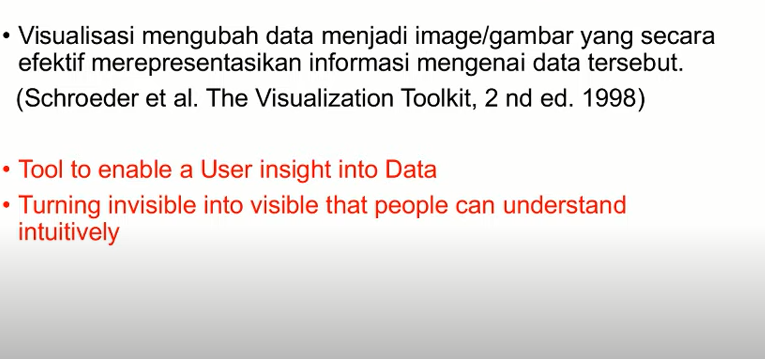 • Visualisasi mengubah data menjadi image/gambar yang secara
efektif merepresentasikan informasi mengenai data tersebut.
(Schroeder et al. The Visualization Toolkit, 2 nd ed. 1998)
• Tool to enable a User insight into Data
• Turning invisible into visible that people can understand
intuitively